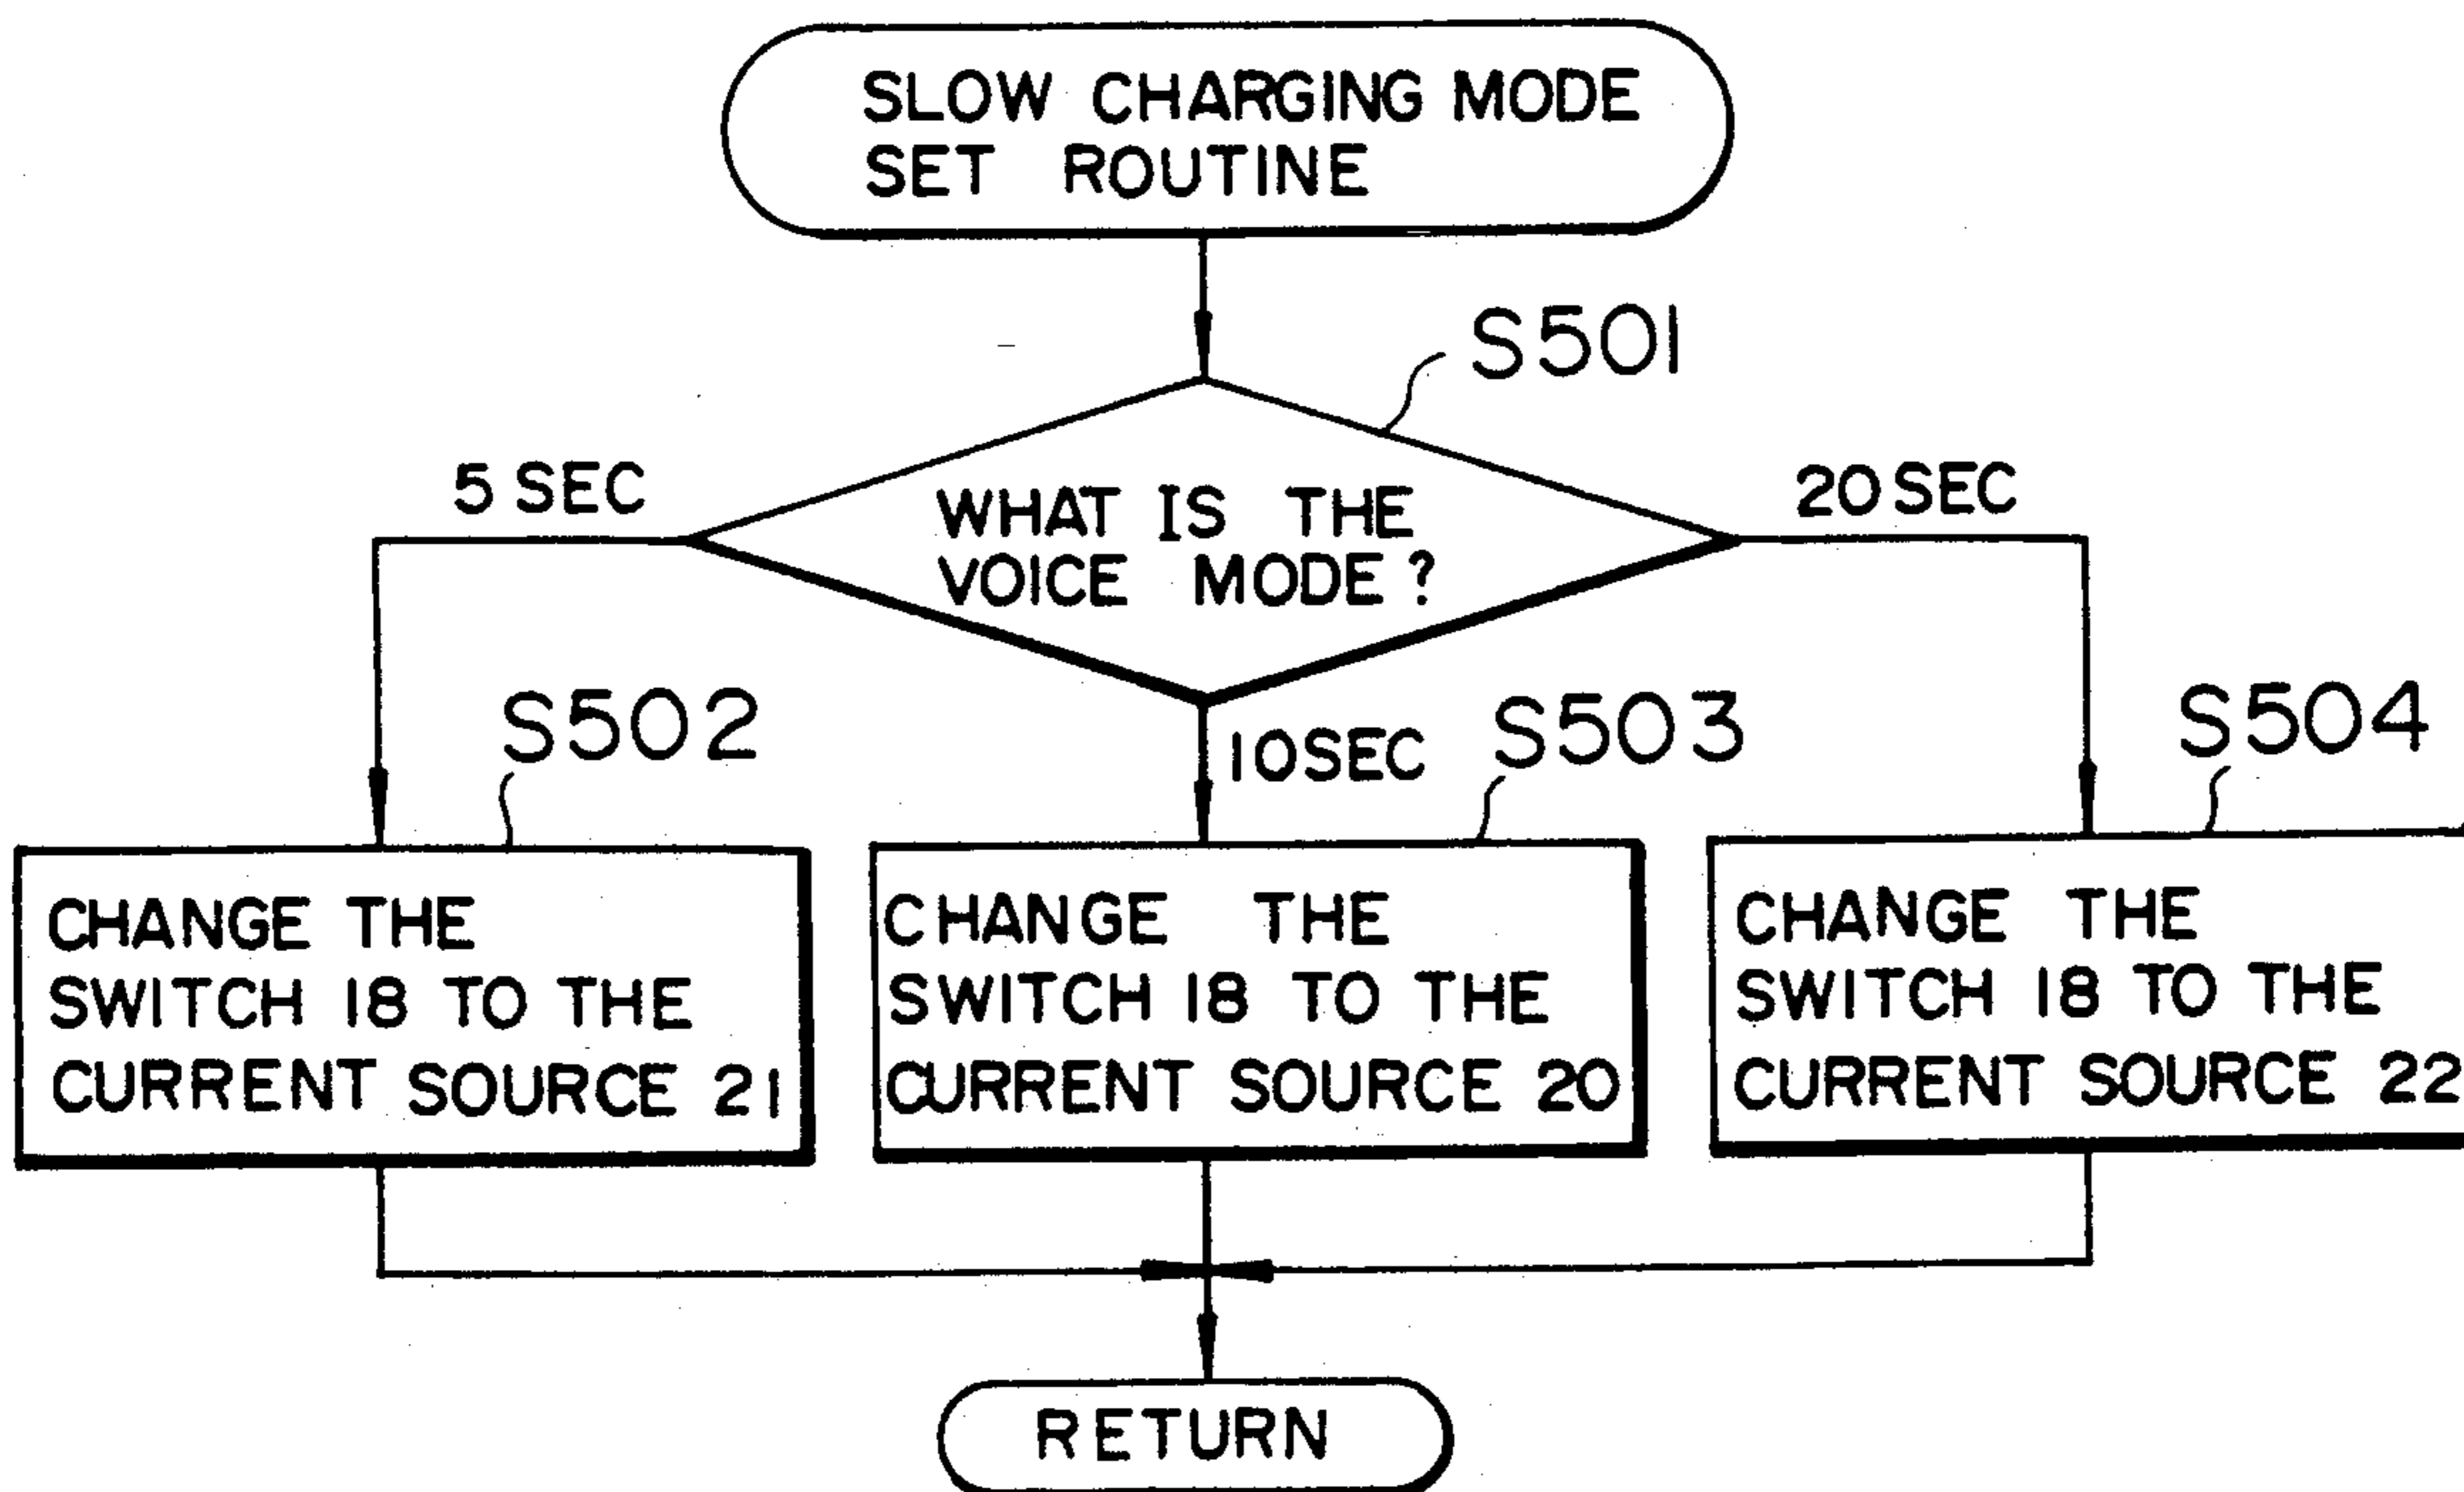 SLOW CHARGING MODE
SET ROUTINE
S501
5 SEC
20 SEC
WHAT IS THE
VOICE MODE?
S502
10 SEC
S503
S504
CHANGE THE
SWITCH 18 TO THE
CURRENT SOURCE 21
CHANGE THE
SWITCH 18 TO THE
CURRENT SOURCE 20
CHANGE THE
SWITCH 18 TO THE
CURRENT SOURCE 22
RETURN